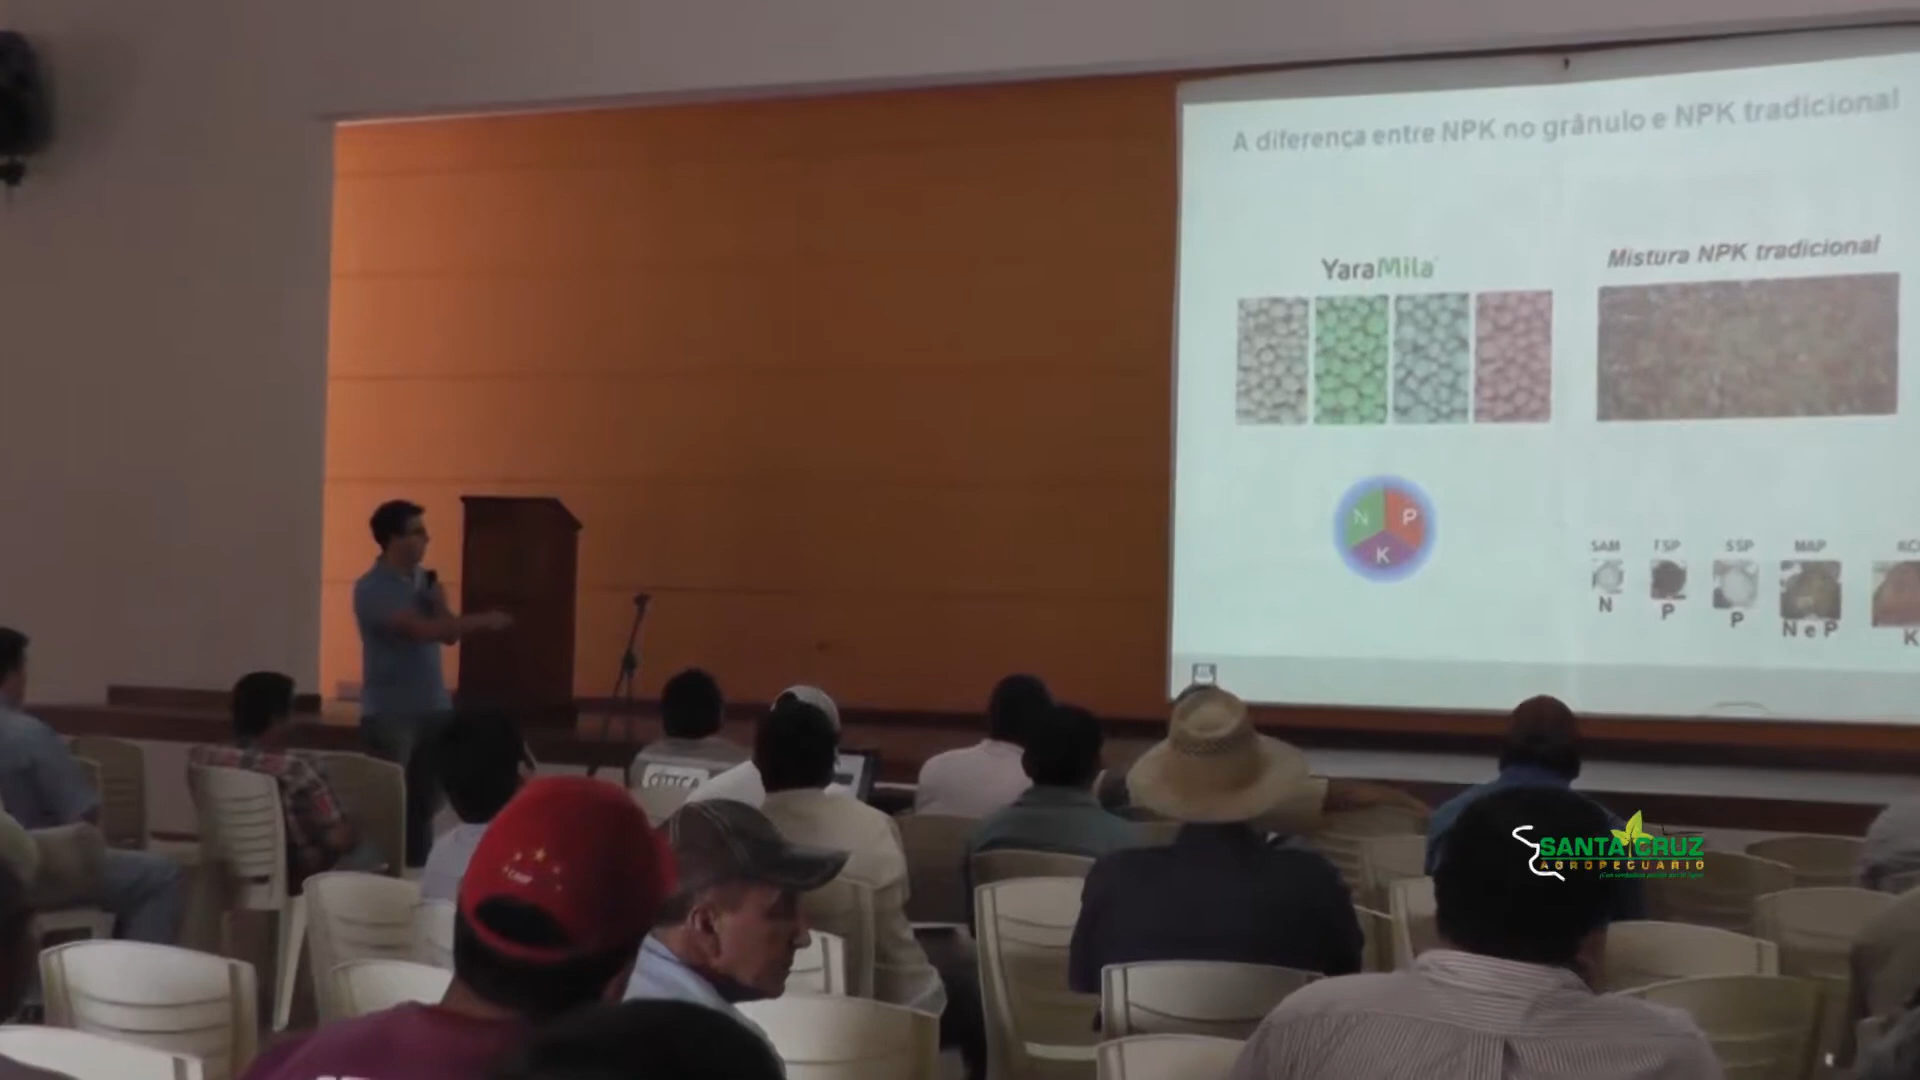 A diferença entre NPK no grânulo e NPK tradicional
YaraMila
Mistura NPK tradicional
N P
K
SAM TSP SSP MAP
N P P N e P K
SANTA CRUZ
AGROPECUARIO